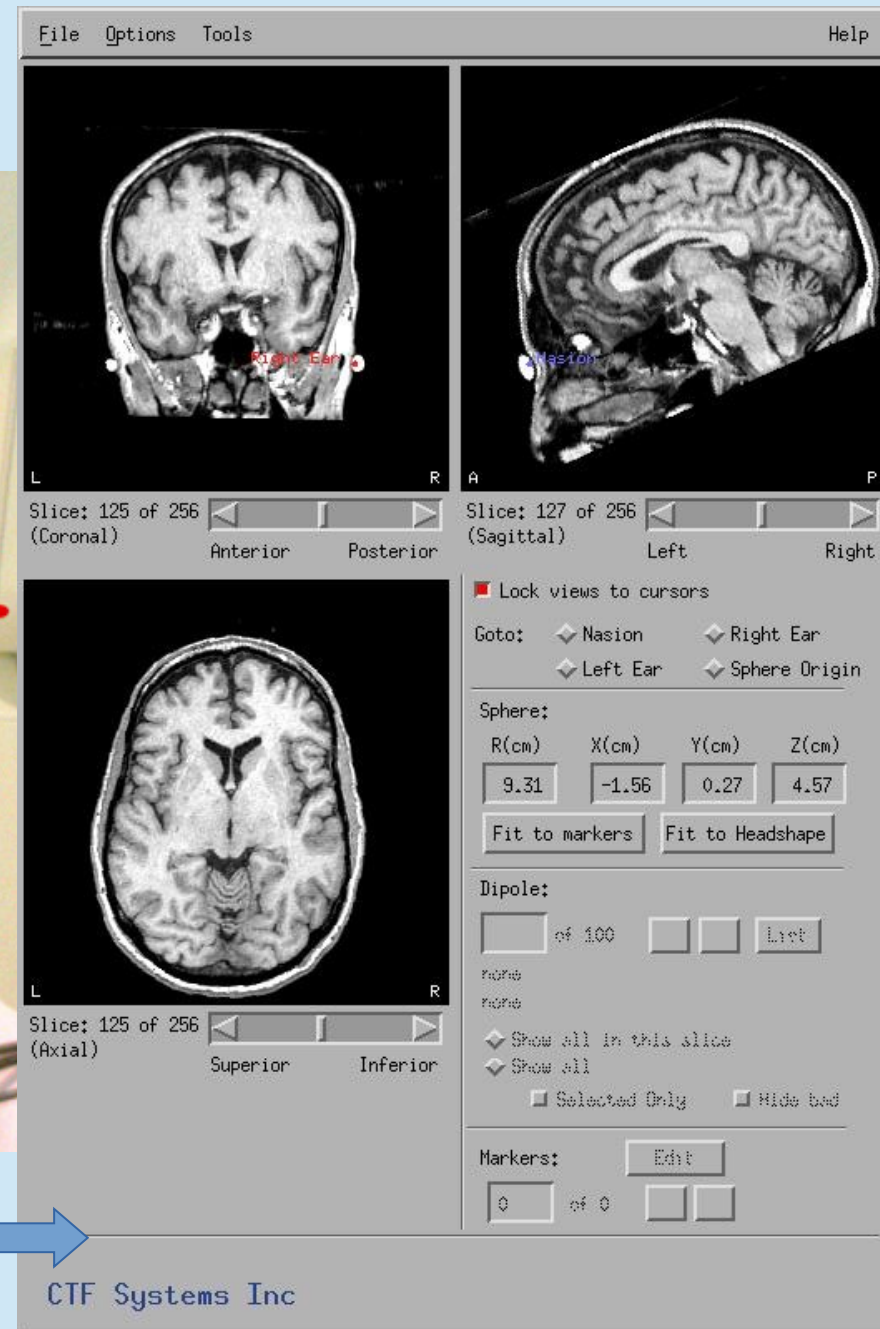 File Options Tools Help
Right Ear
L R
Nasion
A P
Slice: 125 of 256
(Coronal)
Anterior Posterior
Slice: 127 of 256
(Sagittal)
Left Right
L R
Slice: 125 of 256
(Axial)
Superior Inferior
Lock views to cursors
Goto: Nasion Right Ear
Left Ear Sphere Origin
Sphere:
R(cm) X(cm) Y(cm) Z(cm)
9.31 -1.56 0.27 4.57
Fit to markers Fit to Headshape
Dipole:
of 100 List
none
none
Show all in this slice
Show all
Selected Only Hide bad
Markers: Edit
0 of 0
CTF Systems Inc